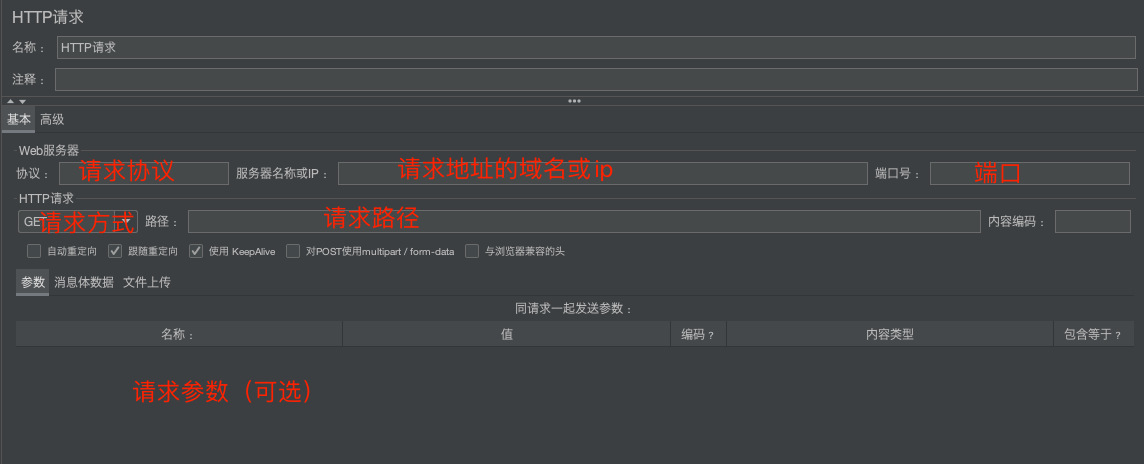 HTTP请求
名称： HTTP请求
注释：
基本 高级
Web服务器
协议： 请求协议 服务器名称或IP： 请求地址的域名或ip 端口号： 端口
HTTP请求
GET 请求方式 路径： 请求路径 内容编码：
自动重定向 跟随重定向 使用 KeepAlive 对POST使用multipart / form-data 与浏览器兼容的头
参数 消息体数据 文件上传
同请求一起发送参数：
名称： 值 编码？ 内容类型 包含等于？
请求参数（可选）